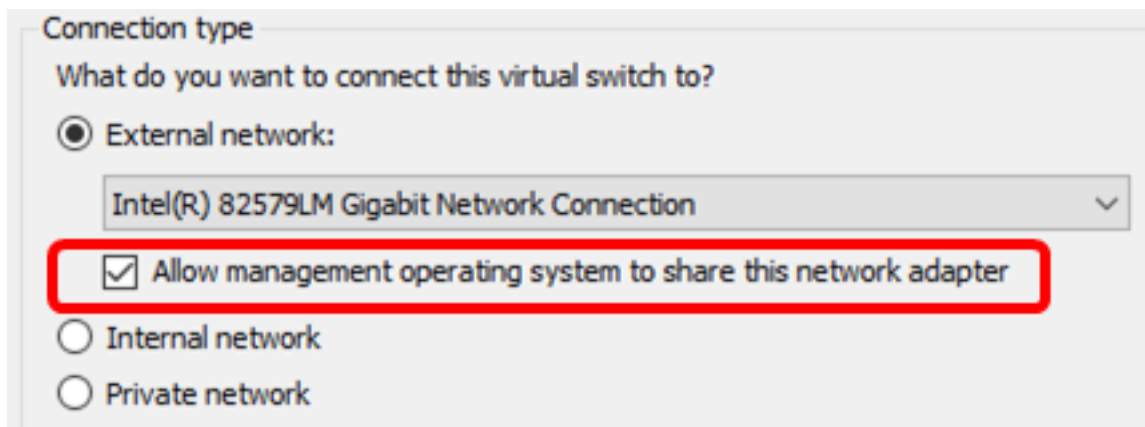 Connection type
What do you want to connect this virtual switch to?
External network:
Intel(R) 82579LM Gigabit Network Connection
Allow management operating system to share this network adapter
Internal network
Private network